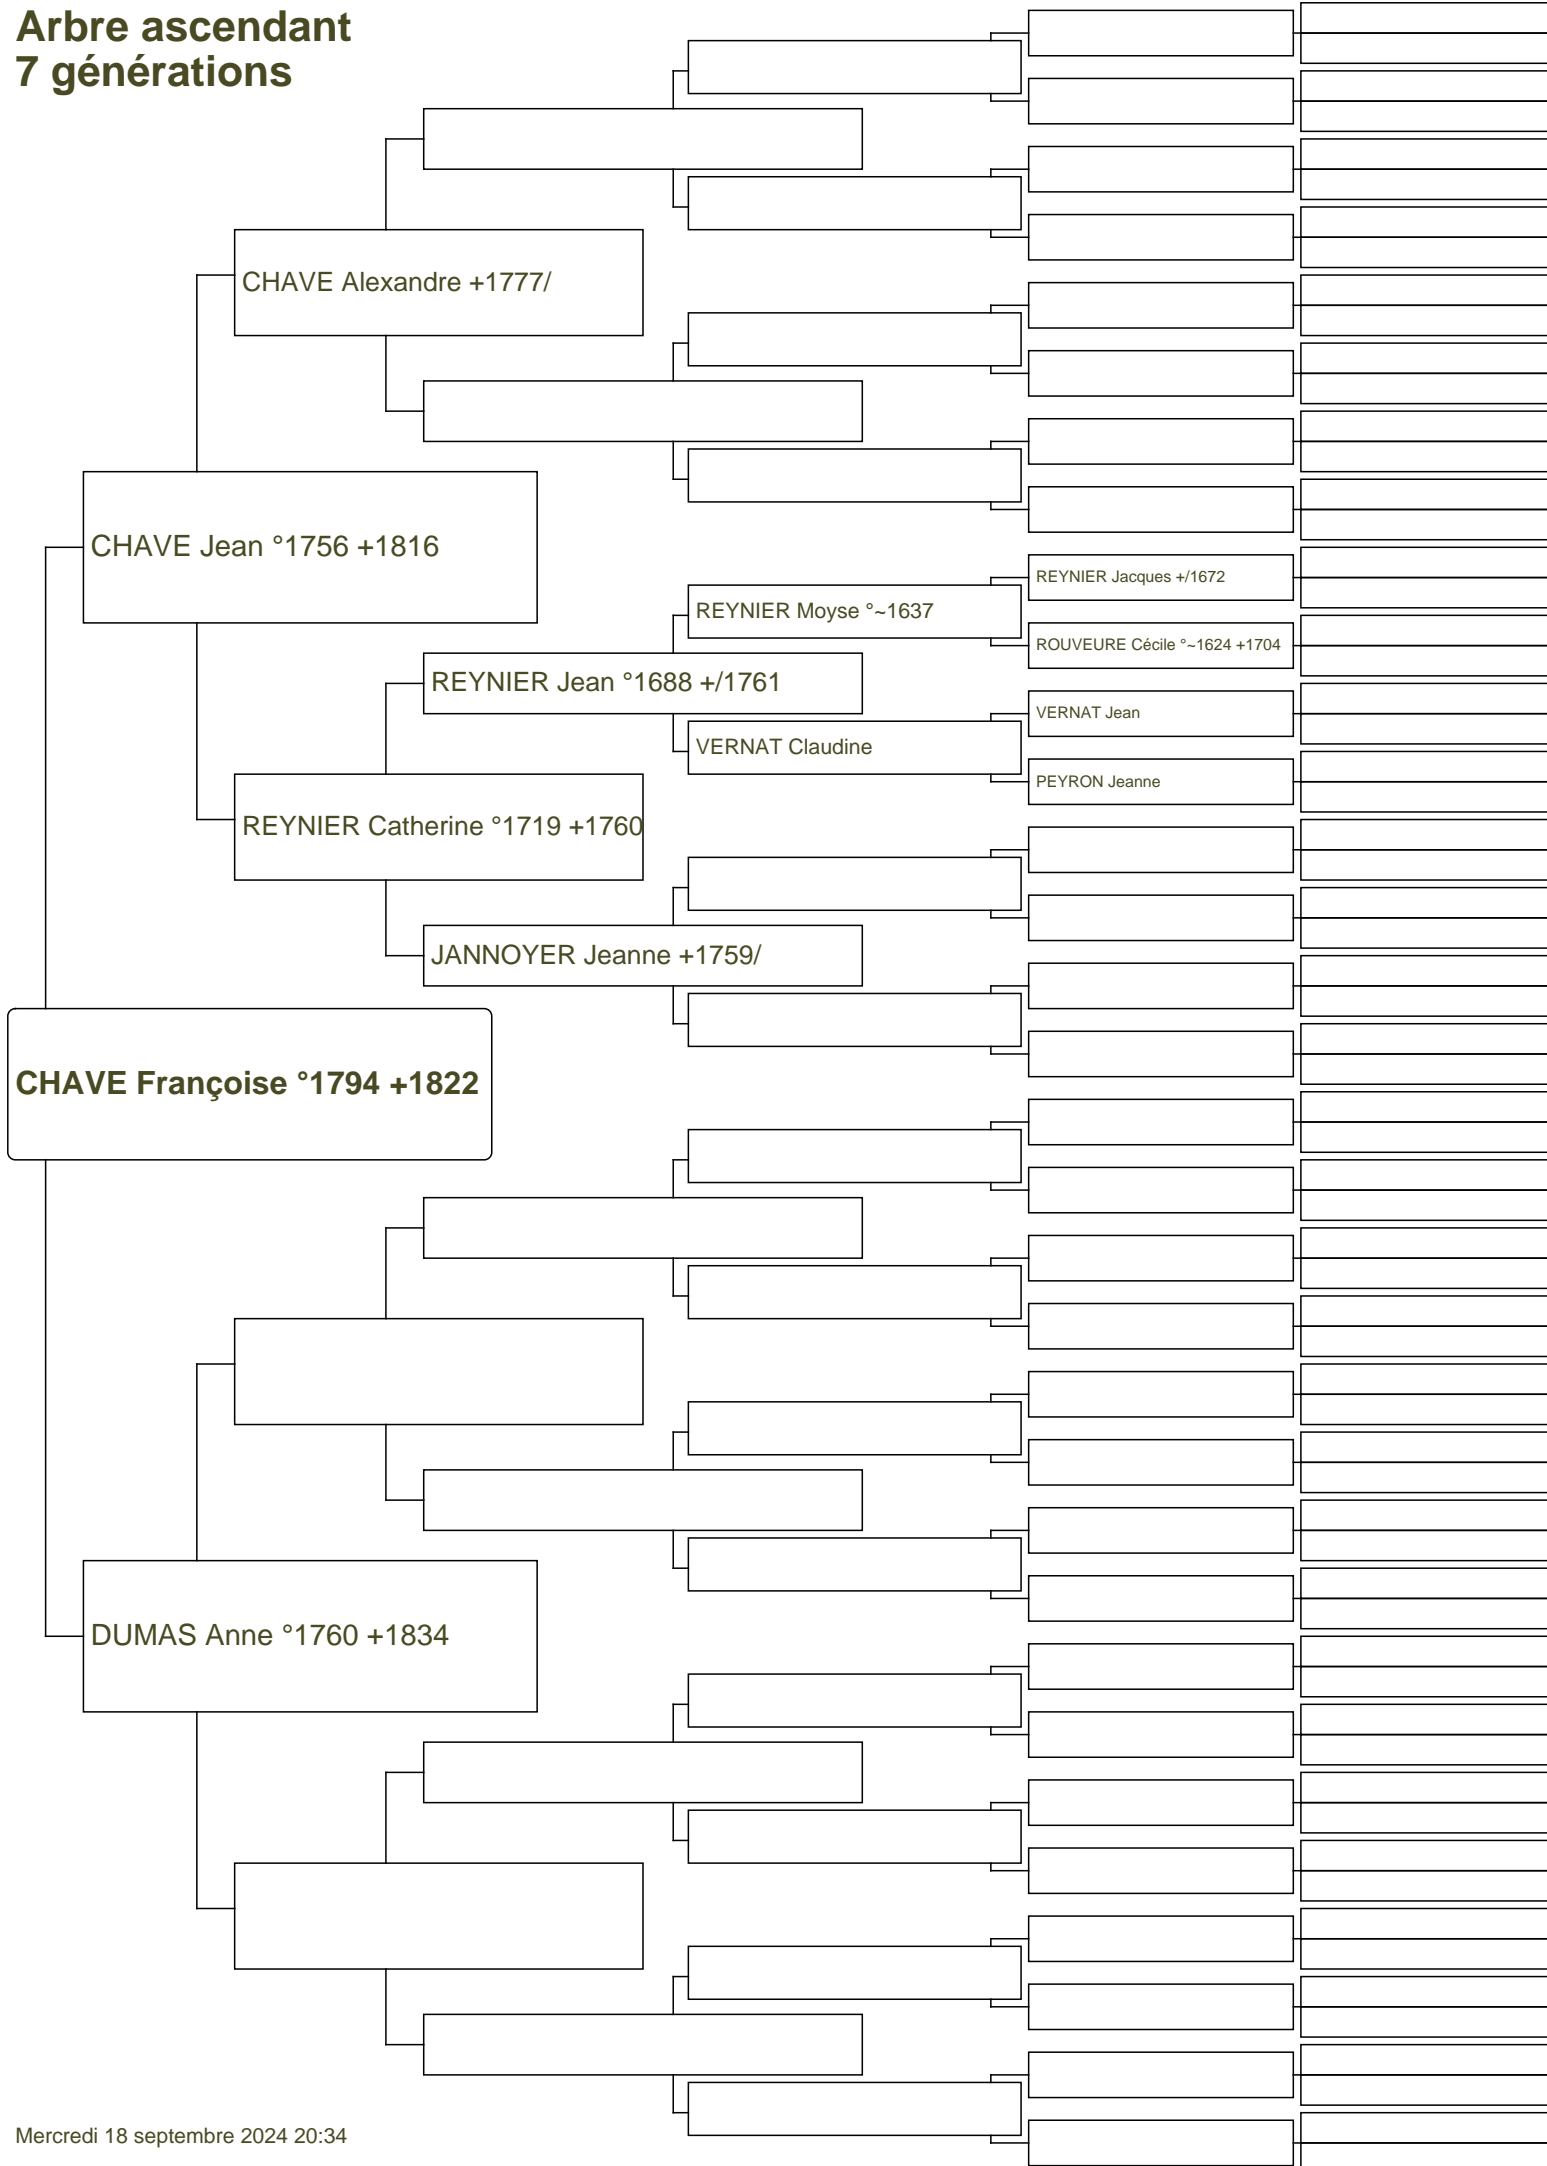 Arbre ascendant
7 générations
CHAVE Alexandre +1777/
CHAVE Jean °1756 +1816
REYNIER Jacques +/1672
REYNIER Moyse °~1637
ROUVEURE Cécile °~1624 +1704
REYNIER Jean °1688 +/1761
VERNAT Jean
VERNAT Claudine
PEYRON Jeanne
REYNIER Catherine °1719 +1760
JANNOYER Jeanne +1759/
CHAVE Françoise °1794 +1822
DUMAS Anne °1760 +1834
Mercredi 18 septembre 2024 20:34